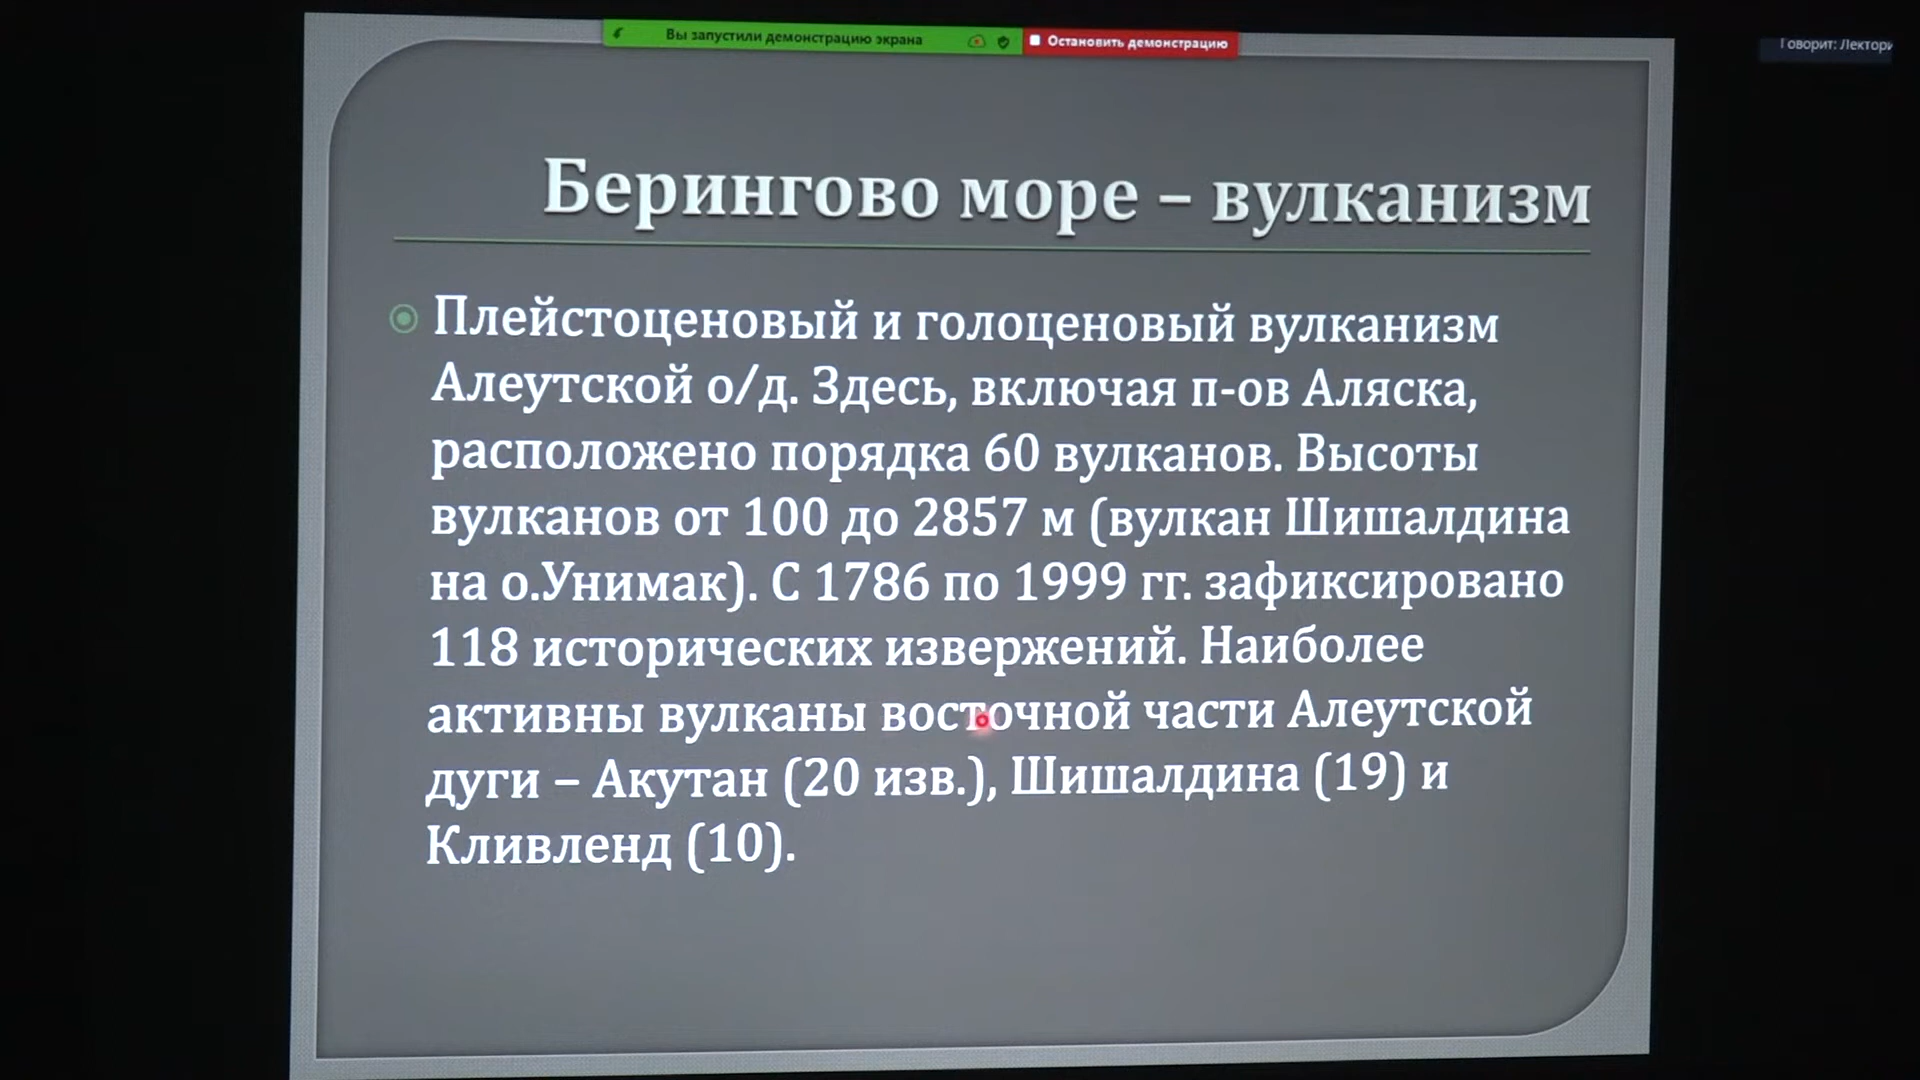 Вы запустили демонстрацию экрана
Остановить демонстрацию
Говорит: Лектори
Берингово море – вулканизм
Плейстоценовый и голоценовый вулканизм
Алеутской о/д. Здесь, включая п-ов Аляска,
расположено порядка 60 вулканов. Высоты
вулканов от 100 до 2857 м (вулкан Шишалдина
на о.Унимак). С 1786 по 1999 гг. зафиксировано
118 исторических извержений. Наиболее
активны вулканы восточной части Алеутской
дуги – Акутан (20 изв.), Шишалдина (19) и
Кливленд (10).